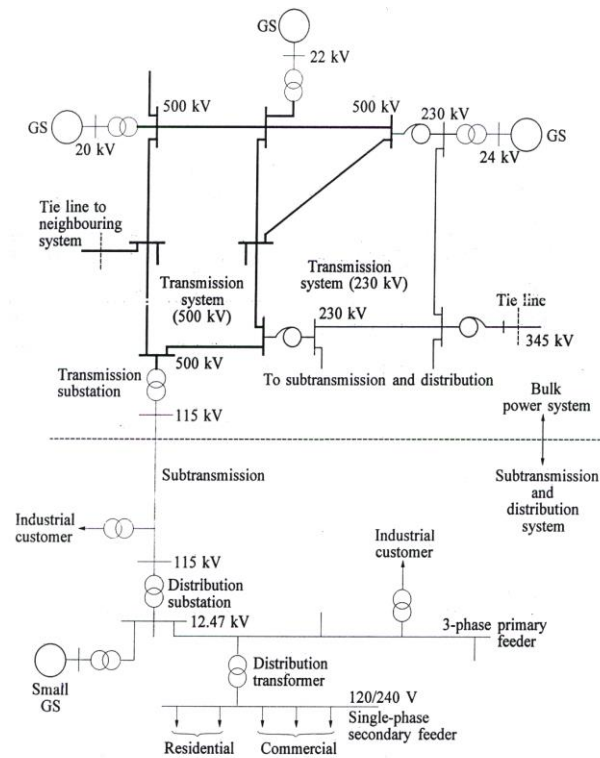 GS
22 kV
500 kV
500 kV
230 kV
GS
20 kV
24 kV
GS
Tie line to
neighbouring
system
Transmission
system
(500 kV)
Transmission
system (230 kV)
230 kV
Tie line
345 kV
500 kV
Transmission
substation
To subtransmission and distribution
115 kV
Bulk
power system
Subtransmission
Subtransmission
and
distribution
system
Industrial
customer
Industrial
customer
115 kV
Distribution
substation
12.47 kV
3-phase primary
feeder
Small
GS
Distribution
transformer
120/240 V
Single-phase
secondary feeder
Residential
Commercial